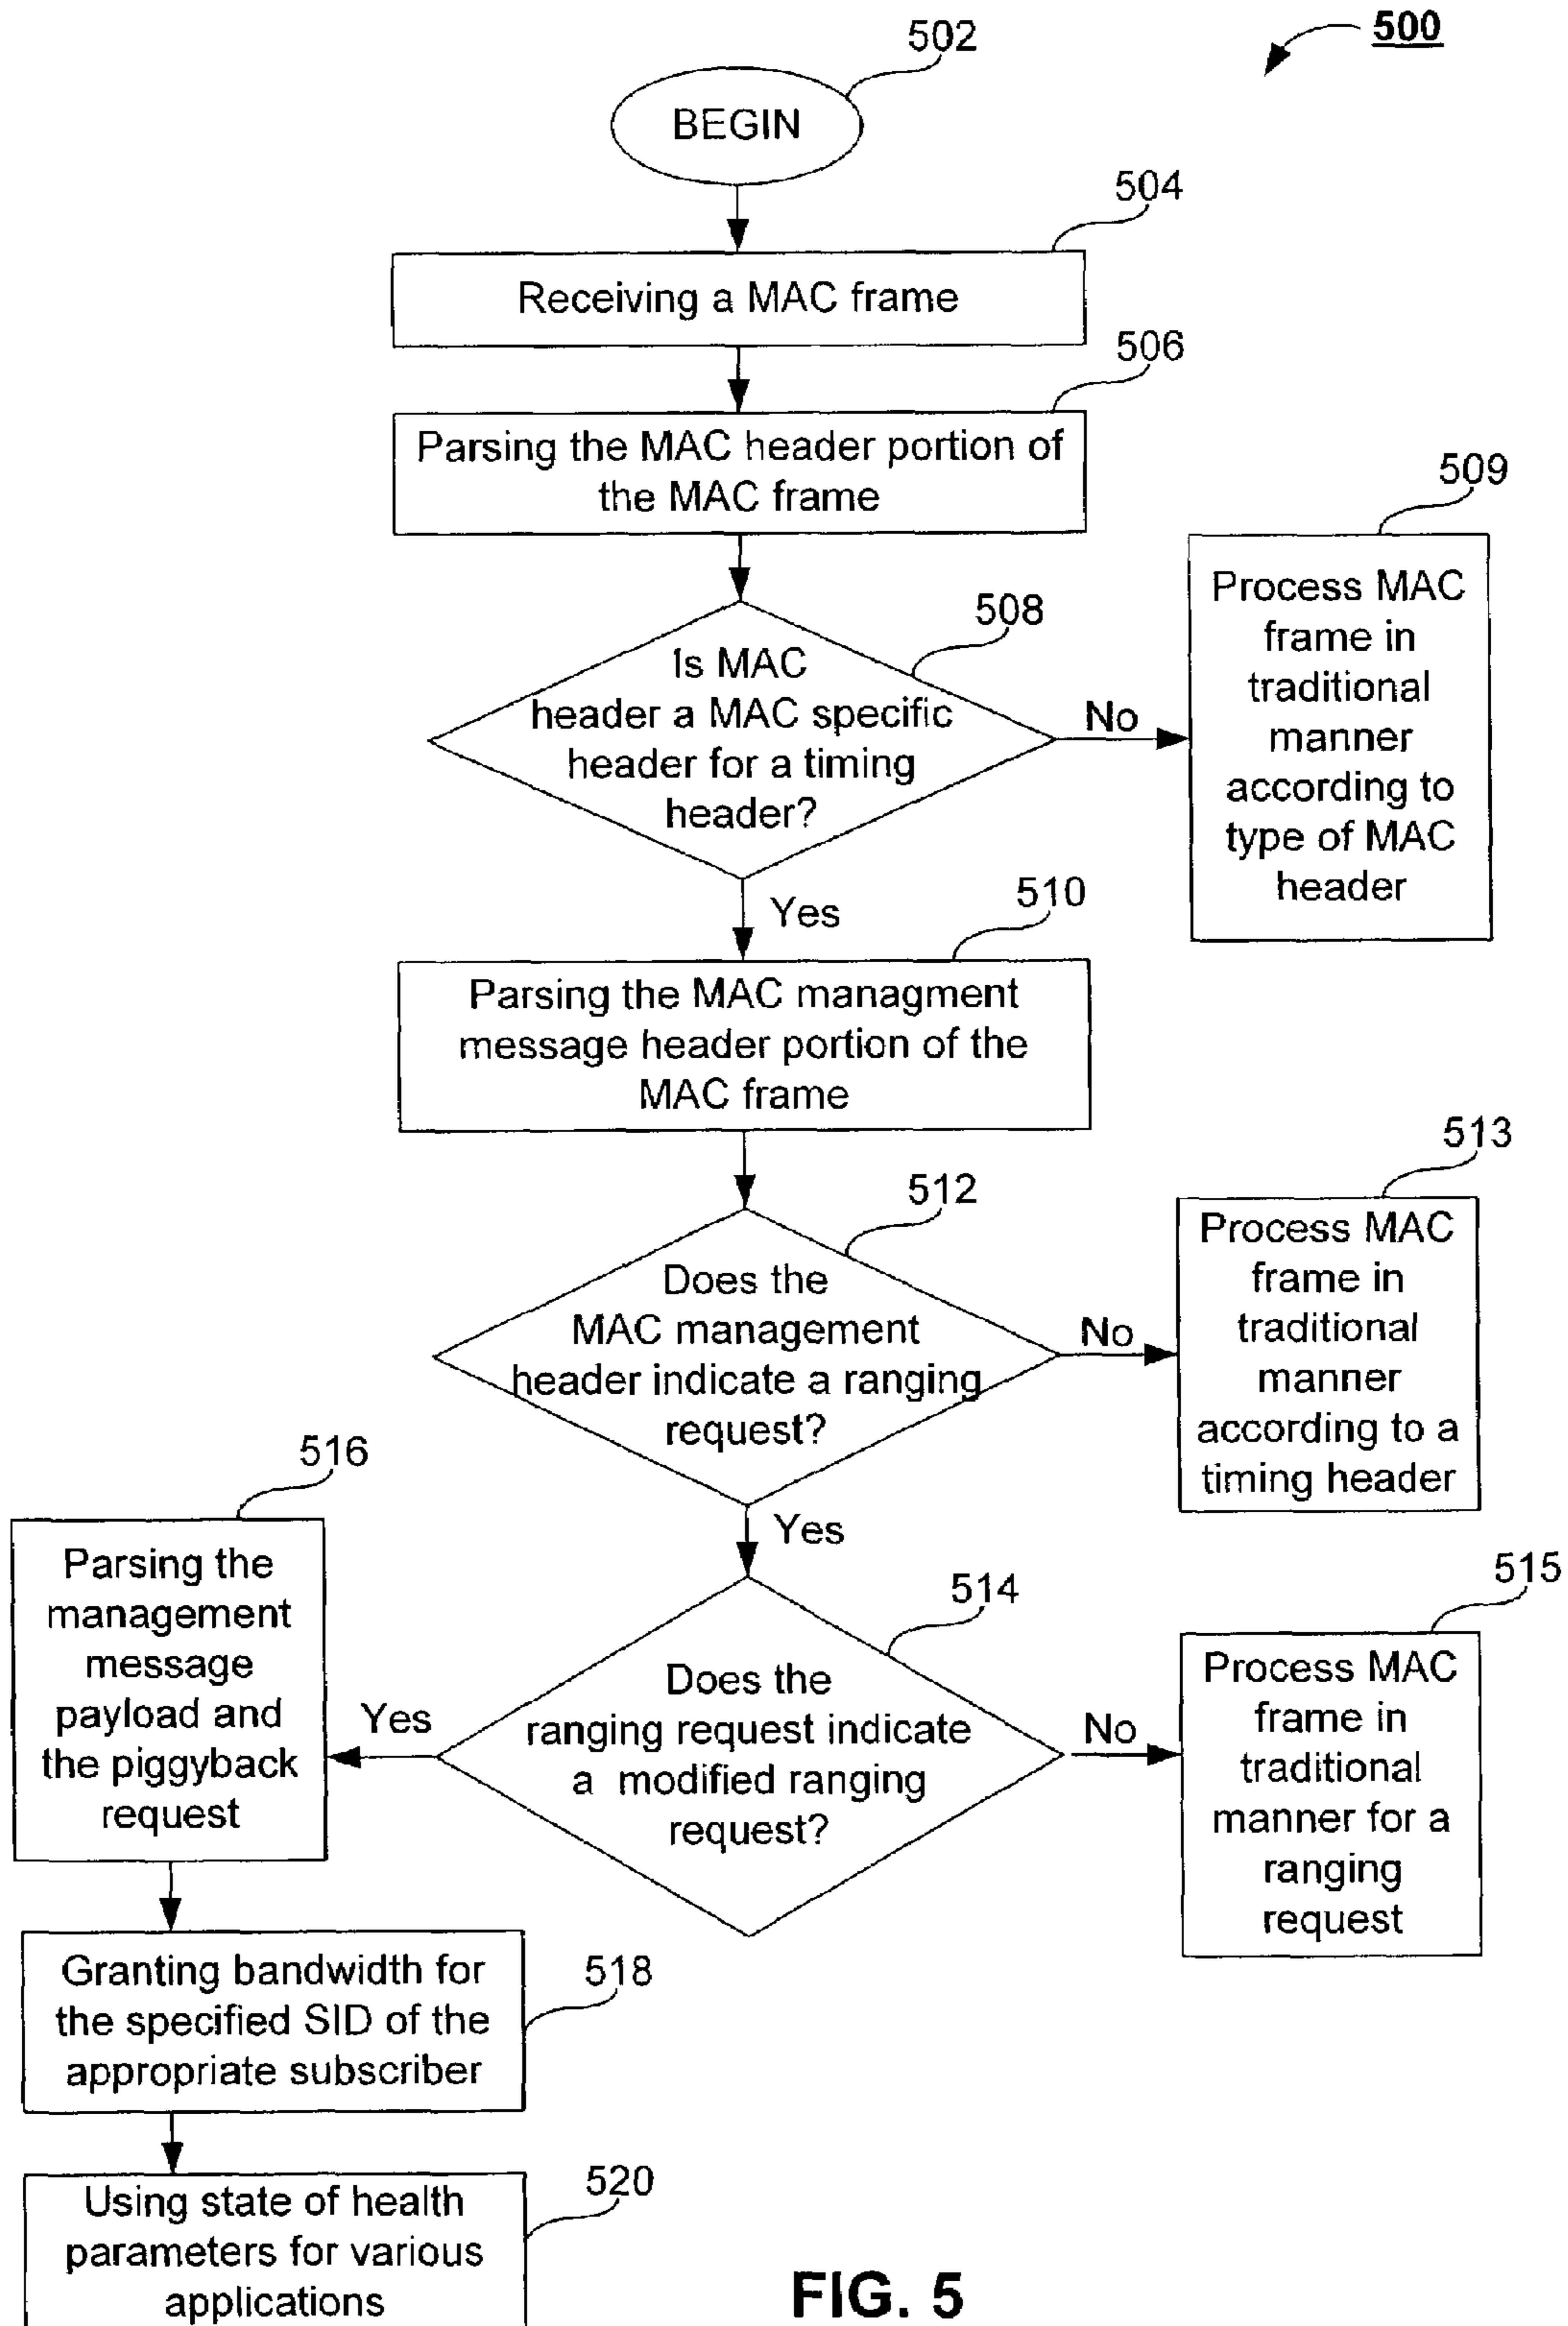 500
502
BEGIN
504
Receiving a MAC frame
506
Parsing the MAC header portion of
the MAC frame
508
Is MAC
header a MAC specific
header for a timing
header?
No
509
Process MAC
frame in
traditional
manner
according to
type of MAC
header
Yes
510
Parsing the MAC managment
message header portion of the
MAC frame
512
Does the
MAC management
header indicate a ranging
request?
No
513
Process MAC
frame in
traditional
manner
according to a
timing header
Yes
514
Does the
ranging request indicate
a modified ranging
request?
No
515
Process MAC
frame in
traditional
manner for a
ranging
request
Yes
516
Parsing the
management
message
payload and
the piggyback
request
518
Granting bandwidth for
the specified SID of the
appropriate subscriber
520
Using state of health
parameters for various
applications
FIG. 5